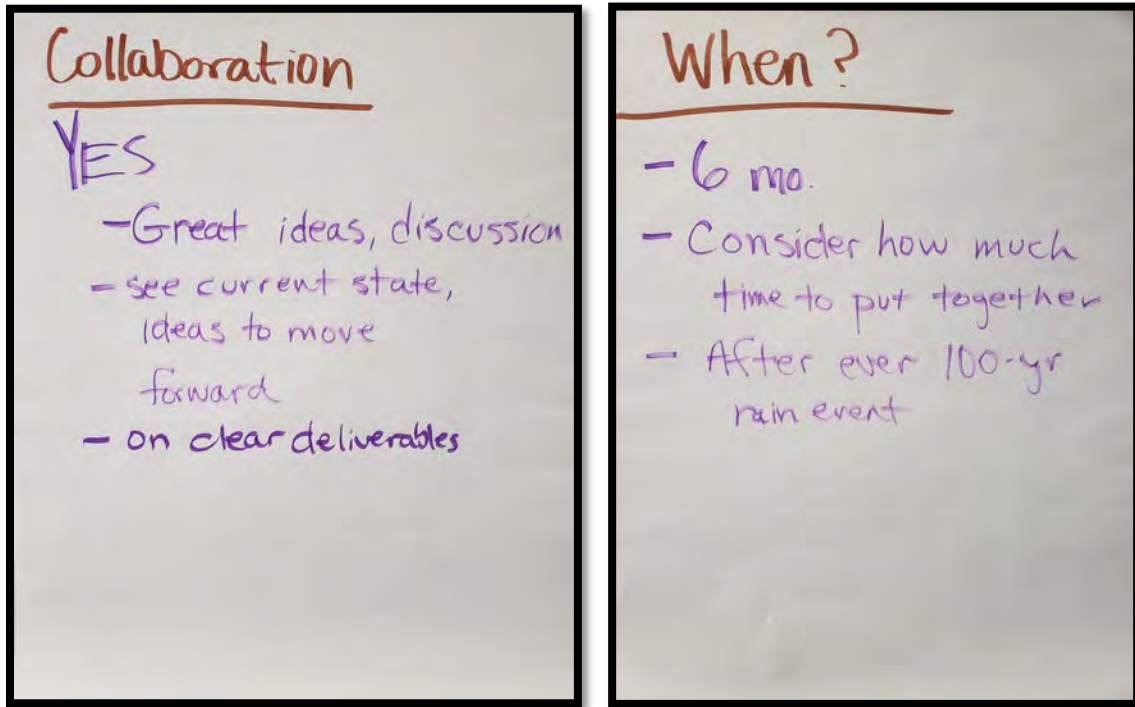 Collaboration
YES
- Great ideas, discussion
- see current state,
ideas to move
forward
- on clear deliverables
When?
- 6 mo.
- Consider how much
time to put together
- After ever 100-yr
rain event